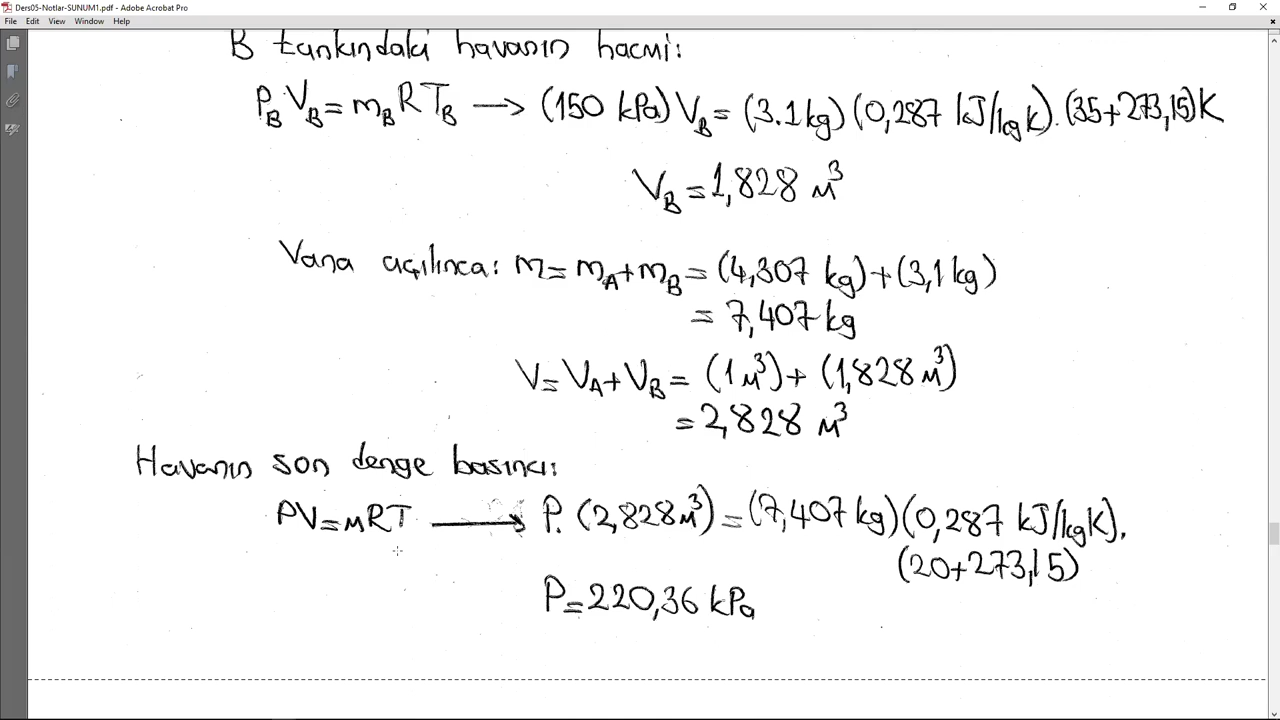 Ders05-Notlar-SUNUM1.pdf - Adobe Acrobat Pro
File Edit View Window Help
B tankındaki havanın hacmi:
P_B V_B = m_B R T_B → (150 kPa) V_B = (3.1 kg) (0,287 kJ/kgK). (35+273,15)K
V_B = 1,828 m³
Vana açılınca: m = m_A + m_B = (4,307 kg) + (3,1 kg)
= 7,407 kg
V = V_A + V_B = (1 m³) + (1,828 m³)
= 2,828 m³
Havanın son denge basıncı:
PV = mRT → P. (2,828 m³) = (7,407 kg) (0,287 kJ/kgK).
(20+273,15)
P = 220,36 kPa